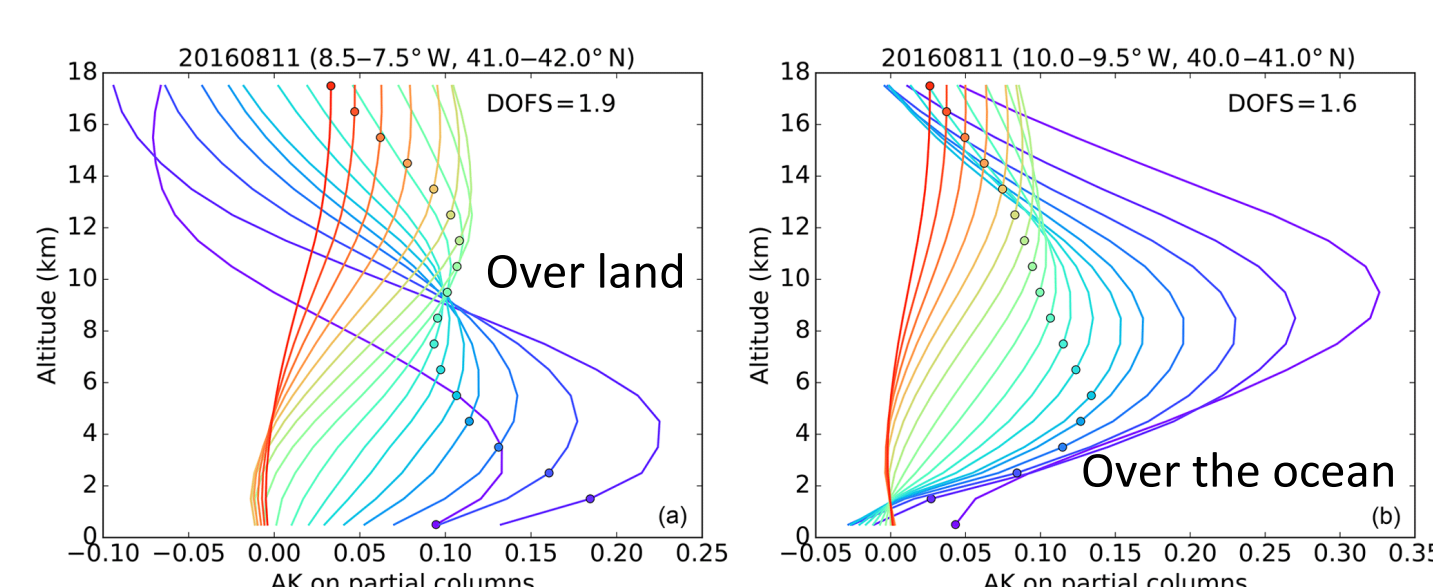 20160811 (8.5–7.5° W, 41.0–42.0° N)
18
16
14
12
10
8
6
4
2
0
Altitude (km)
DOFS=1.9
Over land
(a)
−0.10 −0.05 0.00 0.05 0.10 0.15 0.20 0.25
AK on partial columns
20160811 (10.0–9.5° W, 40.0–41.0° N)
18
16
14
12
10
8
6
4
2
0
Altitude (km)
DOFS=1.6
Over the ocean
(b)
−0.05 0.00 0.05 0.10 0.15 0.20 0.25 0.30 0.35
AK on partial columns